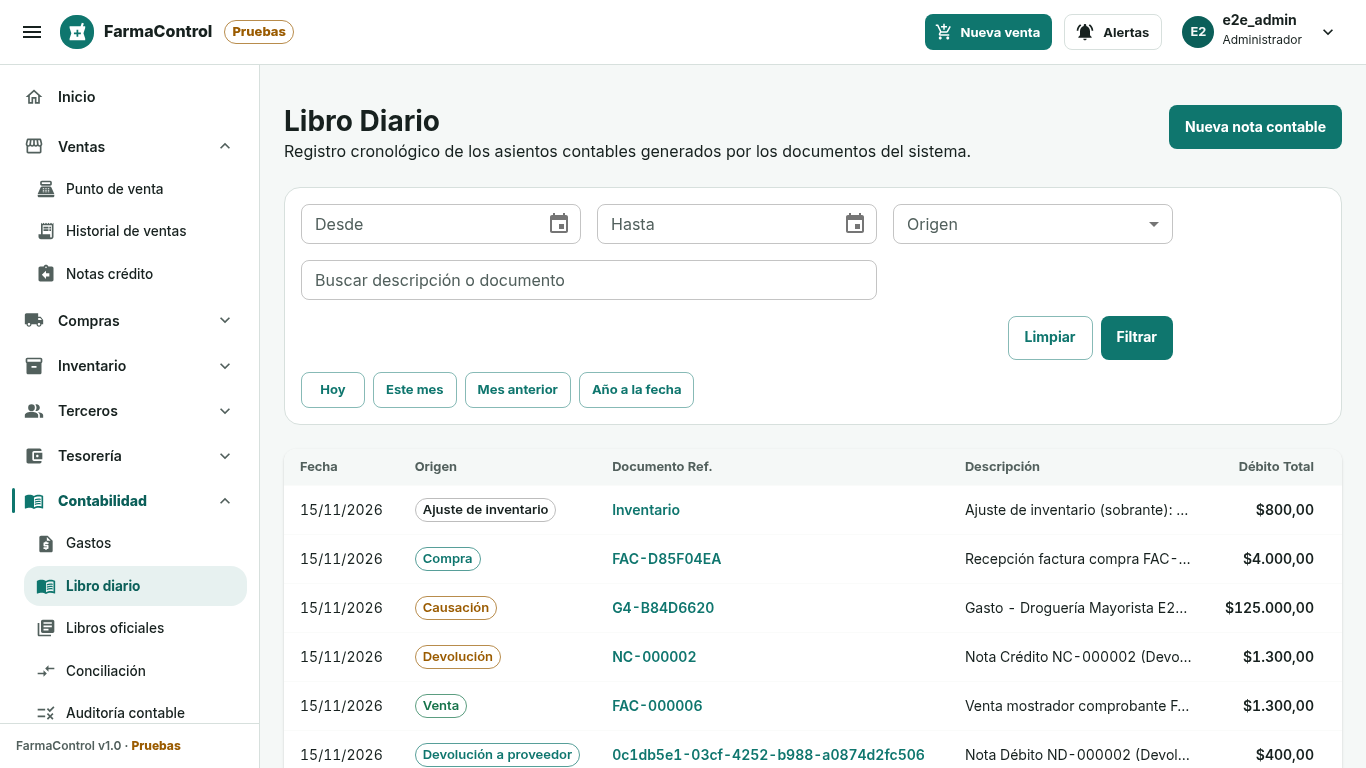 FarmaControl Pruebas
Nueva venta
Alertas
E2
e2e_admin
Administrador
Inicio
Ventas
Punto de venta
Historial de ventas
Notas crédito
Compras
Inventario
Terceros
Tesorería
Contabilidad
Gastos
Libro diario
Libros oficiales
Conciliación
Auditoría contable
FarmaControl v1.0 · Pruebas
Libro Diario
Registro cronológico de los asientos contables generados por los documentos del sistema.
Nueva nota contable
Desde
Hasta
Origen
Buscar descripción o documento
Limpiar
Filtrar
Hoy
Este mes
Mes anterior
Año a la fecha
Fecha Origen Documento Ref. Descripción Débito Total
15/11/2026 Ajuste de inventario Inventario Ajuste de inventario (sobrante): ... $800,00
15/11/2026 Compra FAC-D85F04EA Recepción factura compra FAC-... $4.000,00
15/11/2026 Causación G4-B84D6620 Gasto - Droguería Mayorista E2... $125.000,00
15/11/2026 Devolución NC-000002 Nota Crédito NC-000002 (Devo... $1.300,00
15/11/2026 Venta FAC-000006 Venta mostrador comprobante F... $1.300,00
15/11/2026 Devolución a proveedor 0c1db5e1-03cf-4252-b988-a0874d2fc506 Nota Débito ND-000002 (Devol... $400,00